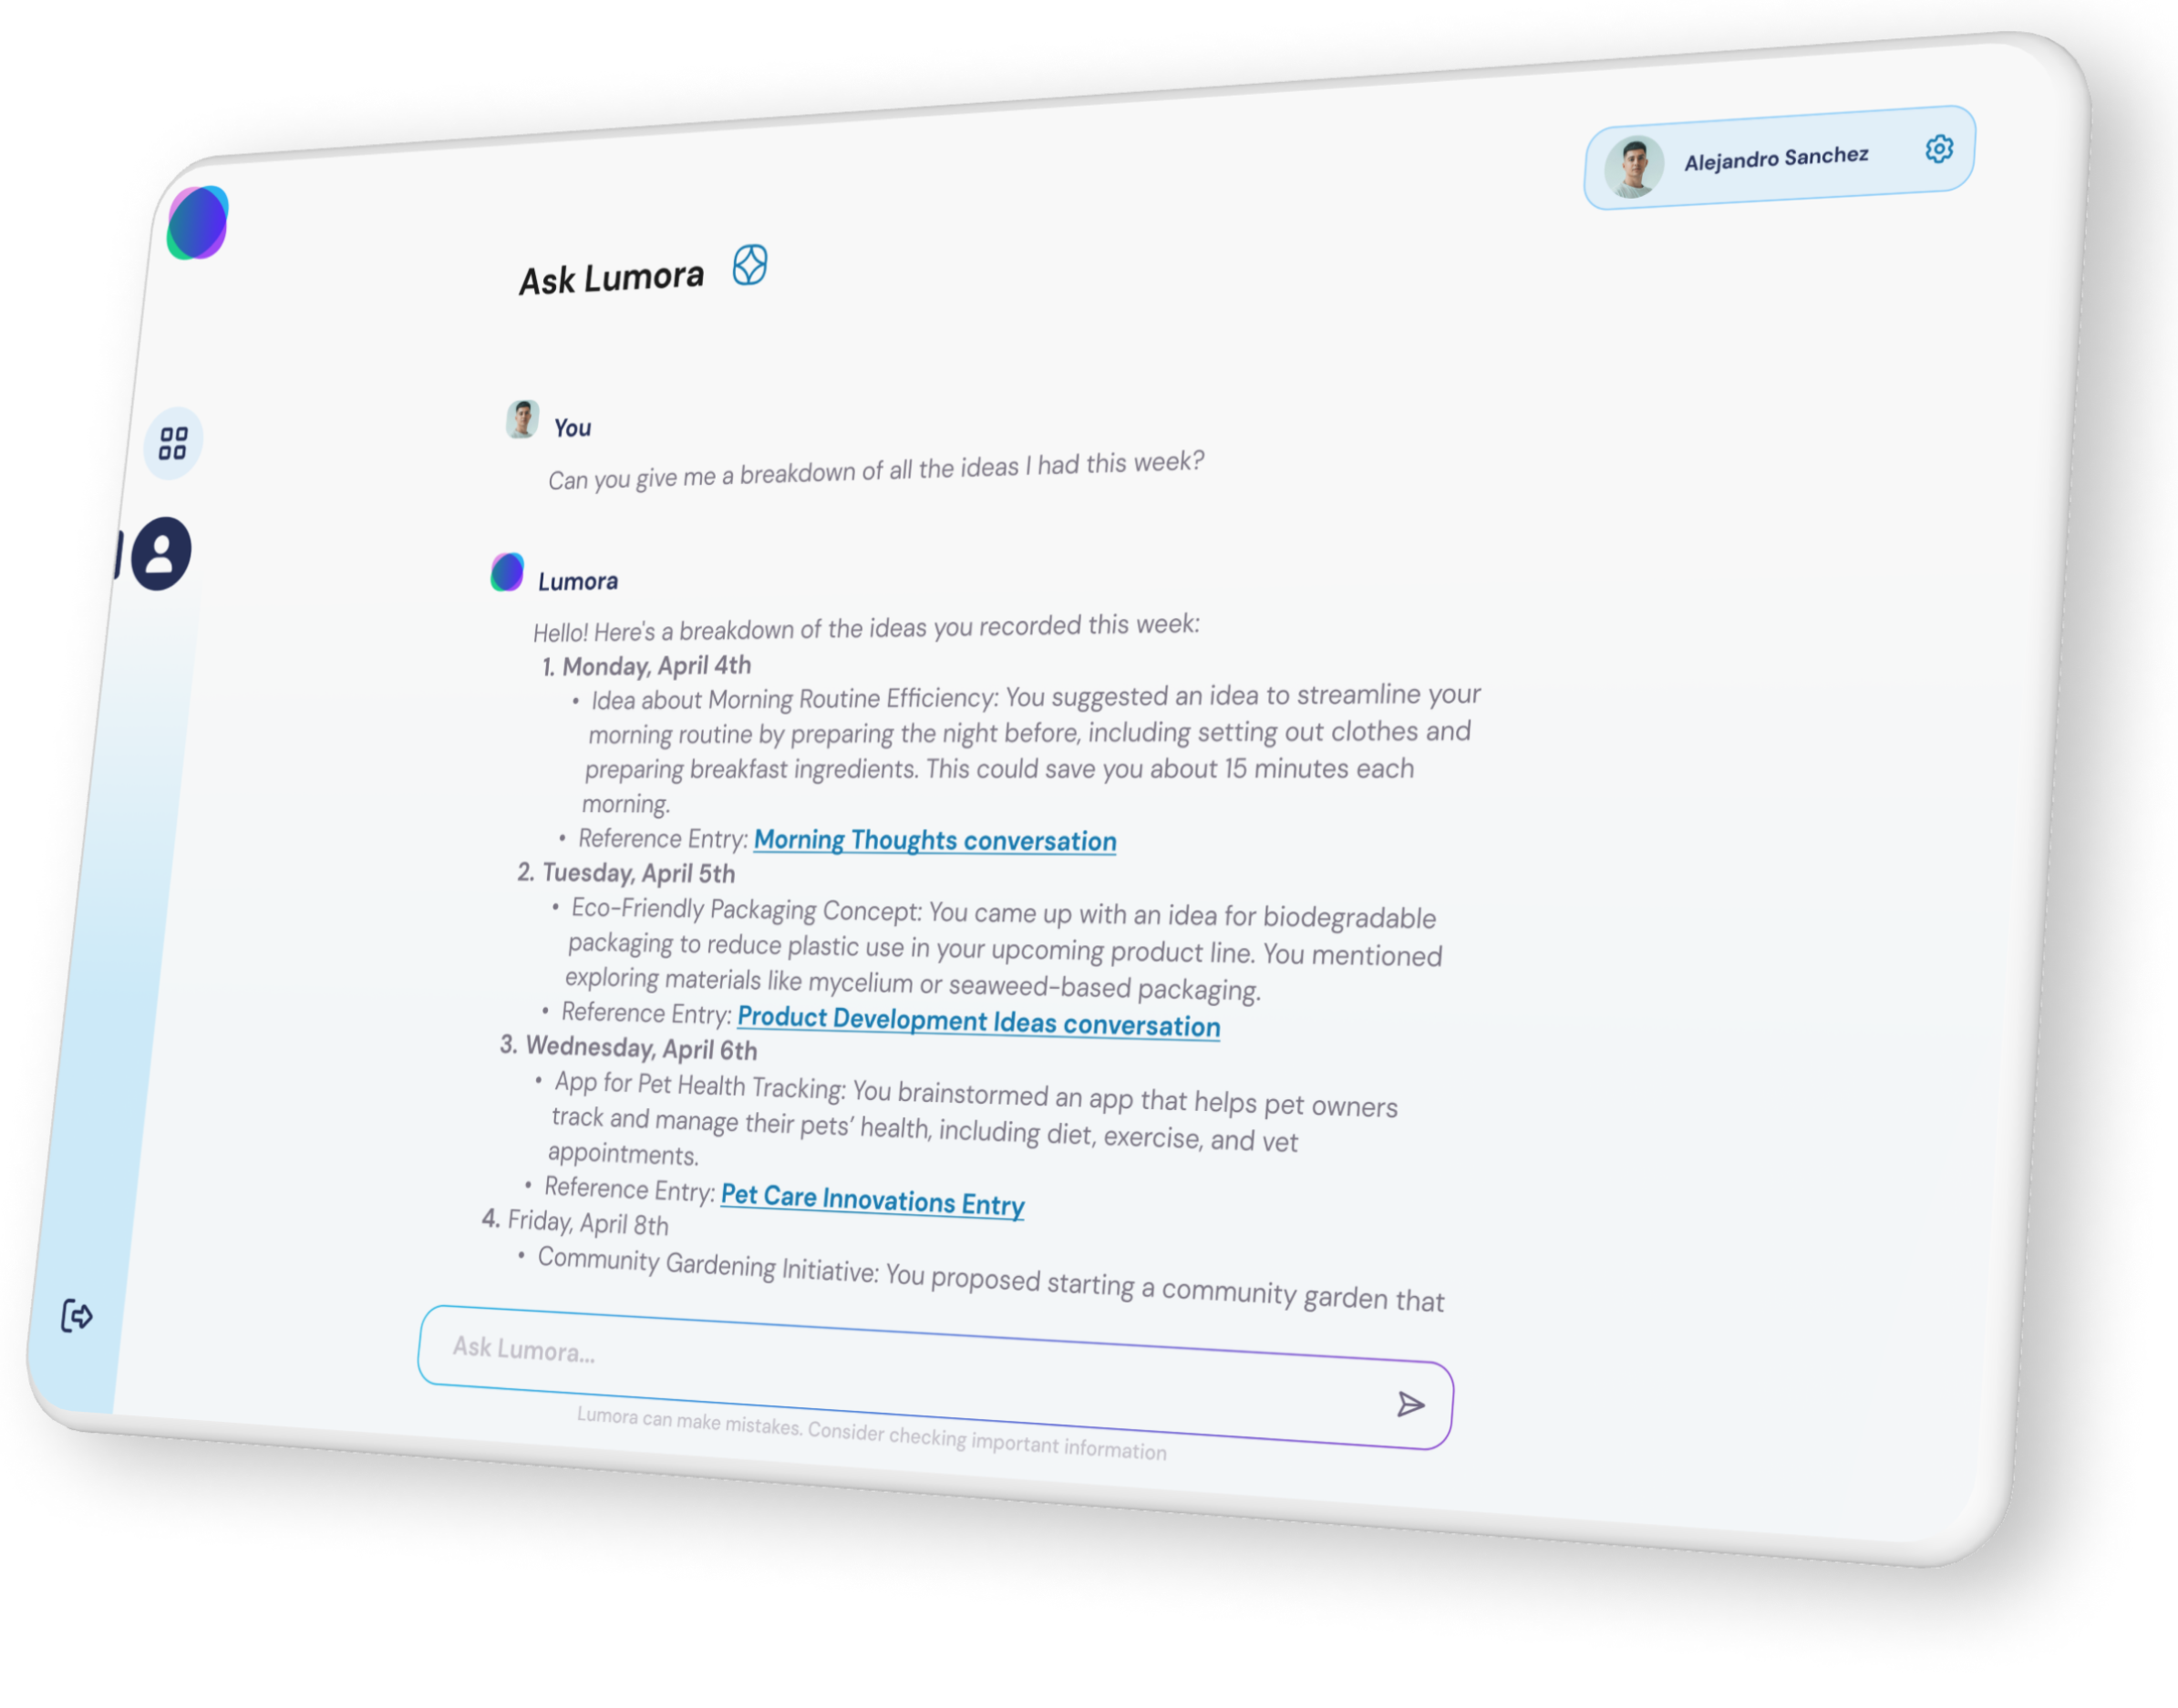 Alejandro Sanchez
Ask Lumora
You
Can you give me a breakdown of all the ideas I had this week?
Lumora
Hello! Here's a breakdown of the ideas you recorded this week:
1. Monday, April 4th
• Idea about Morning Routine Efficiency: You suggested an idea to streamline your
morning routine by preparing the night before, including setting out clothes and
preparing breakfast ingredients. This could save you about 15 minutes each
morning.
• Reference Entry: Morning Thoughts conversation
2. Tuesday, April 5th
• Eco-Friendly Packaging Concept: You came up with an idea for biodegradable
packaging to reduce plastic use in your upcoming product line. You mentioned
exploring materials like mycelium or seaweed-based packaging.
• Reference Entry: Product Development Ideas conversation
3. Wednesday, April 6th
• App for Pet Health Tracking: You brainstormed an app that helps pet owners
track and manage their pets’ health, including diet, exercise, and vet
appointments.
• Reference Entry: Pet Care Innovations Entry
4. Friday, April 8th
• Community Gardening Initiative: You proposed starting a community garden that
Ask Lumora...
Lumora can make mistakes. Consider checking important information